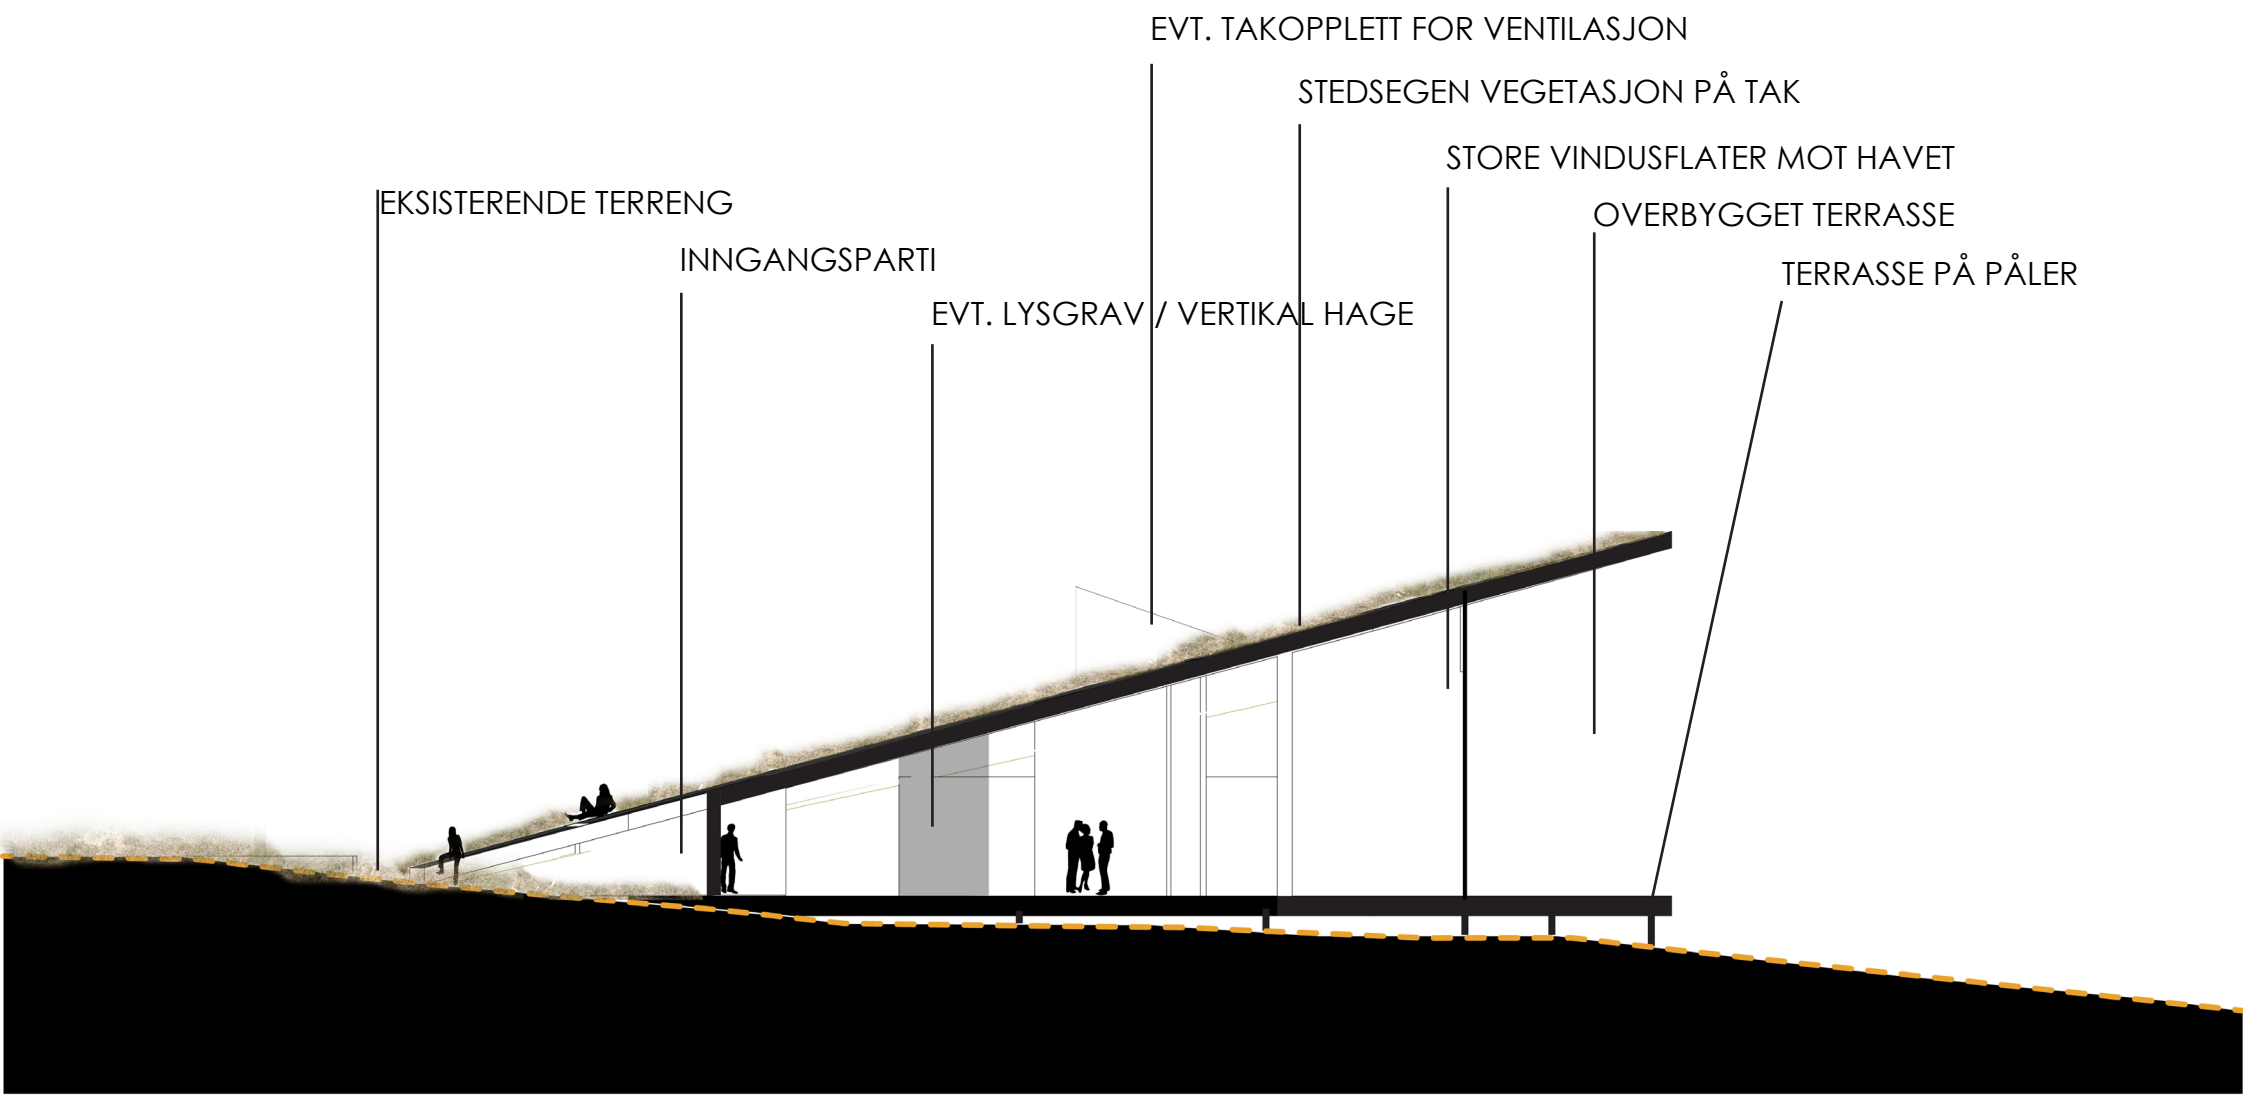 EVT. TAKOPPLETT FOR VENTILASJON
STEDSEGEN VEGETASJON PÅ TAK
STORE VINDUSFLATER MOT HAVET
EKSISTERENDE TERRENG
OVERBYGGET TERRASSE
INNGANGSPARTI
TERRASSE PÅ PÅLER
EVT. LYSGRAV / VERTIKAL HAGE